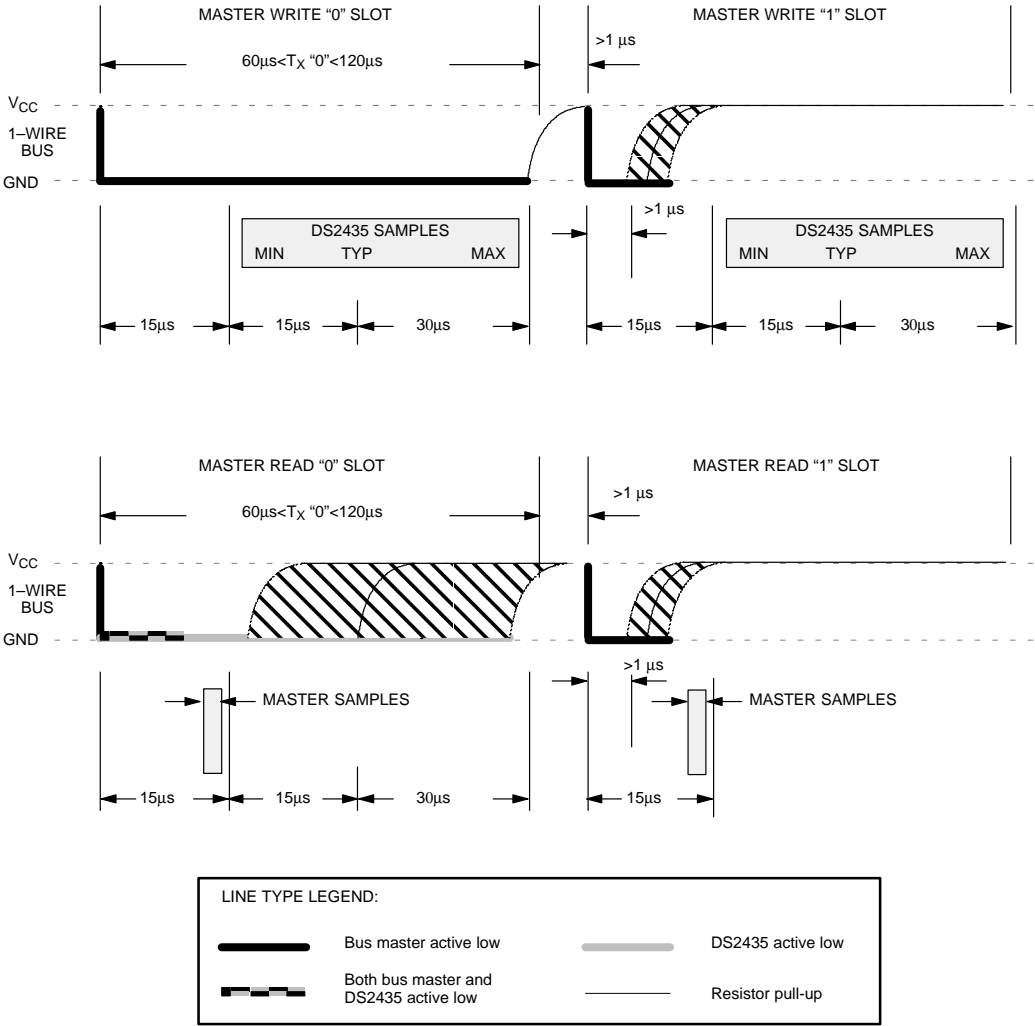 MASTER WRITE “0” SLOT
MASTER WRITE “1” SLOT
60µs<TX “0”<120µs
>1 µs
VCC
1–WIRE
BUS
GND
>1 µs
DS2435 SAMPLES
MIN TYP MAX
DS2435 SAMPLES
MIN TYP MAX
15µs 15µs 30µs
15µs 15µs 30µs
MASTER READ “0” SLOT
MASTER READ “1” SLOT
60µs<TX “0”<120µs
>1 µs
VCC
1–WIRE
BUS
GND
>1 µs
MASTER SAMPLES
MASTER SAMPLES
15µs 15µs 30µs
15µs
LINE TYPE LEGEND:
Bus master active low
DS2435 active low
Both bus master and
DS2435 active low
Resistor pull-up